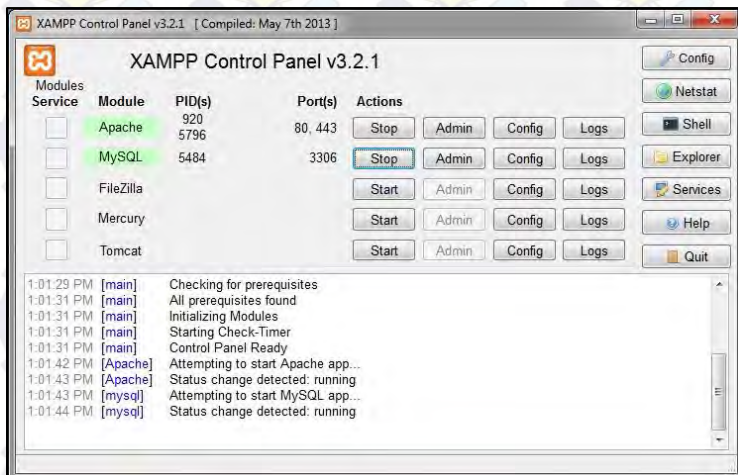 XAMPP Control Panel v3.2.1 [ Compiled: May 7th 2013 ]
XAMPP Control Panel v3.2.1
Config
Modules
Service Module PID(s) Port(s) Actions
Netstat
Apache 920 5796 80, 443 Stop Admin Config Logs
Shell
MySQL 5484 3306 Stop Admin Config Logs
Explorer
FileZilla Start Admin Config Logs
Services
Mercury Start Admin Config Logs
Help
Tomcat Start Admin Config Logs
Quit
1:01:29 PM [main] Checking for prerequisites
1:01:31 PM [main] All prerequisites found
1:01:31 PM [main] Initializing Modules
1:01:31 PM [main] Starting Check-Timer
1:01:31 PM [main] Control Panel Ready
1:01:42 PM [Apache] Attempting to start Apache app...
1:01:43 PM [Apache] Status change detected: running
1:01:43 PM [mysql] Attempting to start MySQL app...
1:01:44 PM [mysql] Status change detected: running